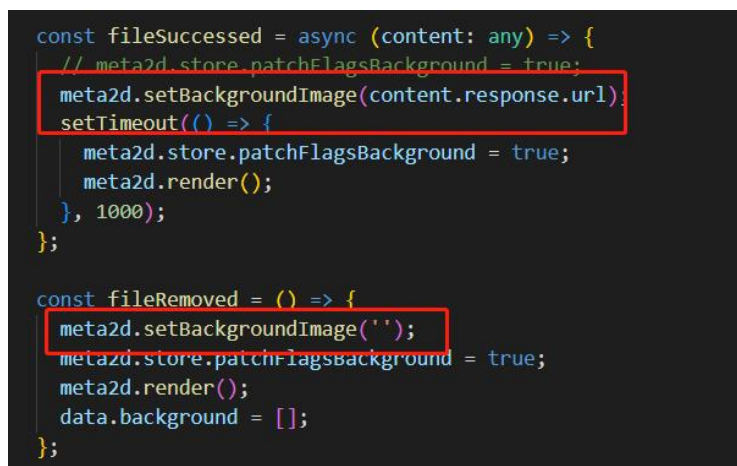 const fileSuccessed = async (content: any) => {
// meta2d.store.patchFlagsBackground = true;
meta2d.setBackgroundImage(content.response.url);
setTimeout(() => {
meta2d.store.patchFlagsBackground = true;
meta2d.render();
}, 1000);
};
const fileRemoved = () => {
meta2d.setBackgroundImage('');
meta2d.store.patchFlagsBackground = true;
meta2d.render();
data.background = [];
};